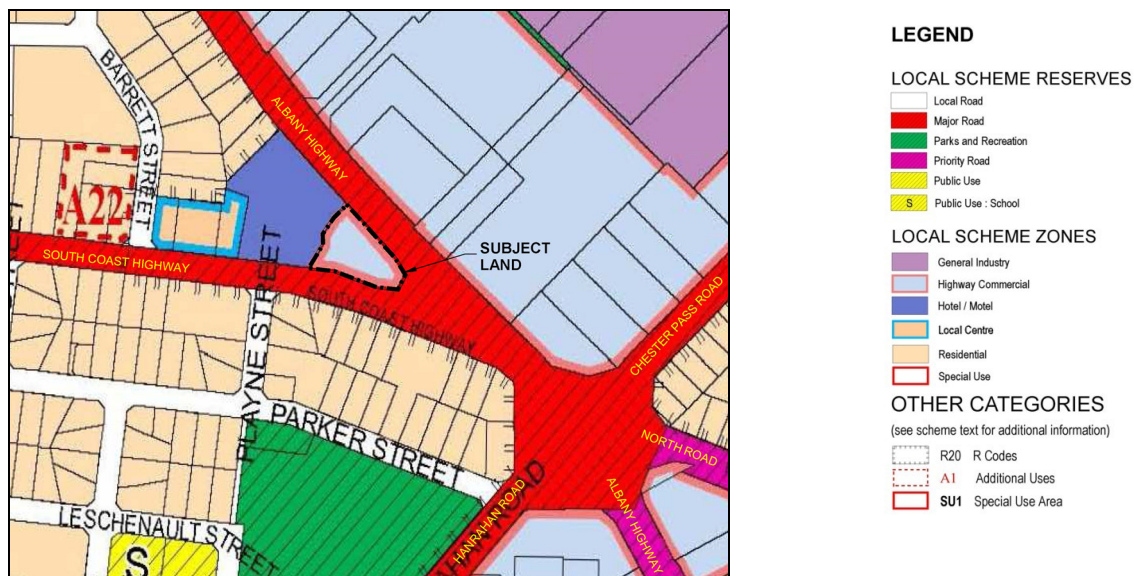 BARRETT STREET
ALBANY HIGHWAY
A22
SOUTH COAST HIGHWAY
SUBJECT
LAND
SOUTH COAST HIGHWAY
PLAYNE STREET
CHESTER PASS ROAD
PARKER STREET
NORTH ROAD
HANRAHAN ROAD
ALBANY HIGHWAY
LESCHENAULT STREET
S
LEGEND
LOCAL SCHEME RESERVES
Local Road
Major Road
Parks and Recreation
Priority Road
Public Use
S Public Use : School
LOCAL SCHEME ZONES
General Industry
Highway Commercial
Hotel / Motel
Local Centre
Residential
Special Use
OTHER CATEGORIES
(see scheme text for additional information)
R20 R Codes
A1 Additional Uses
SU1 Special Use Area